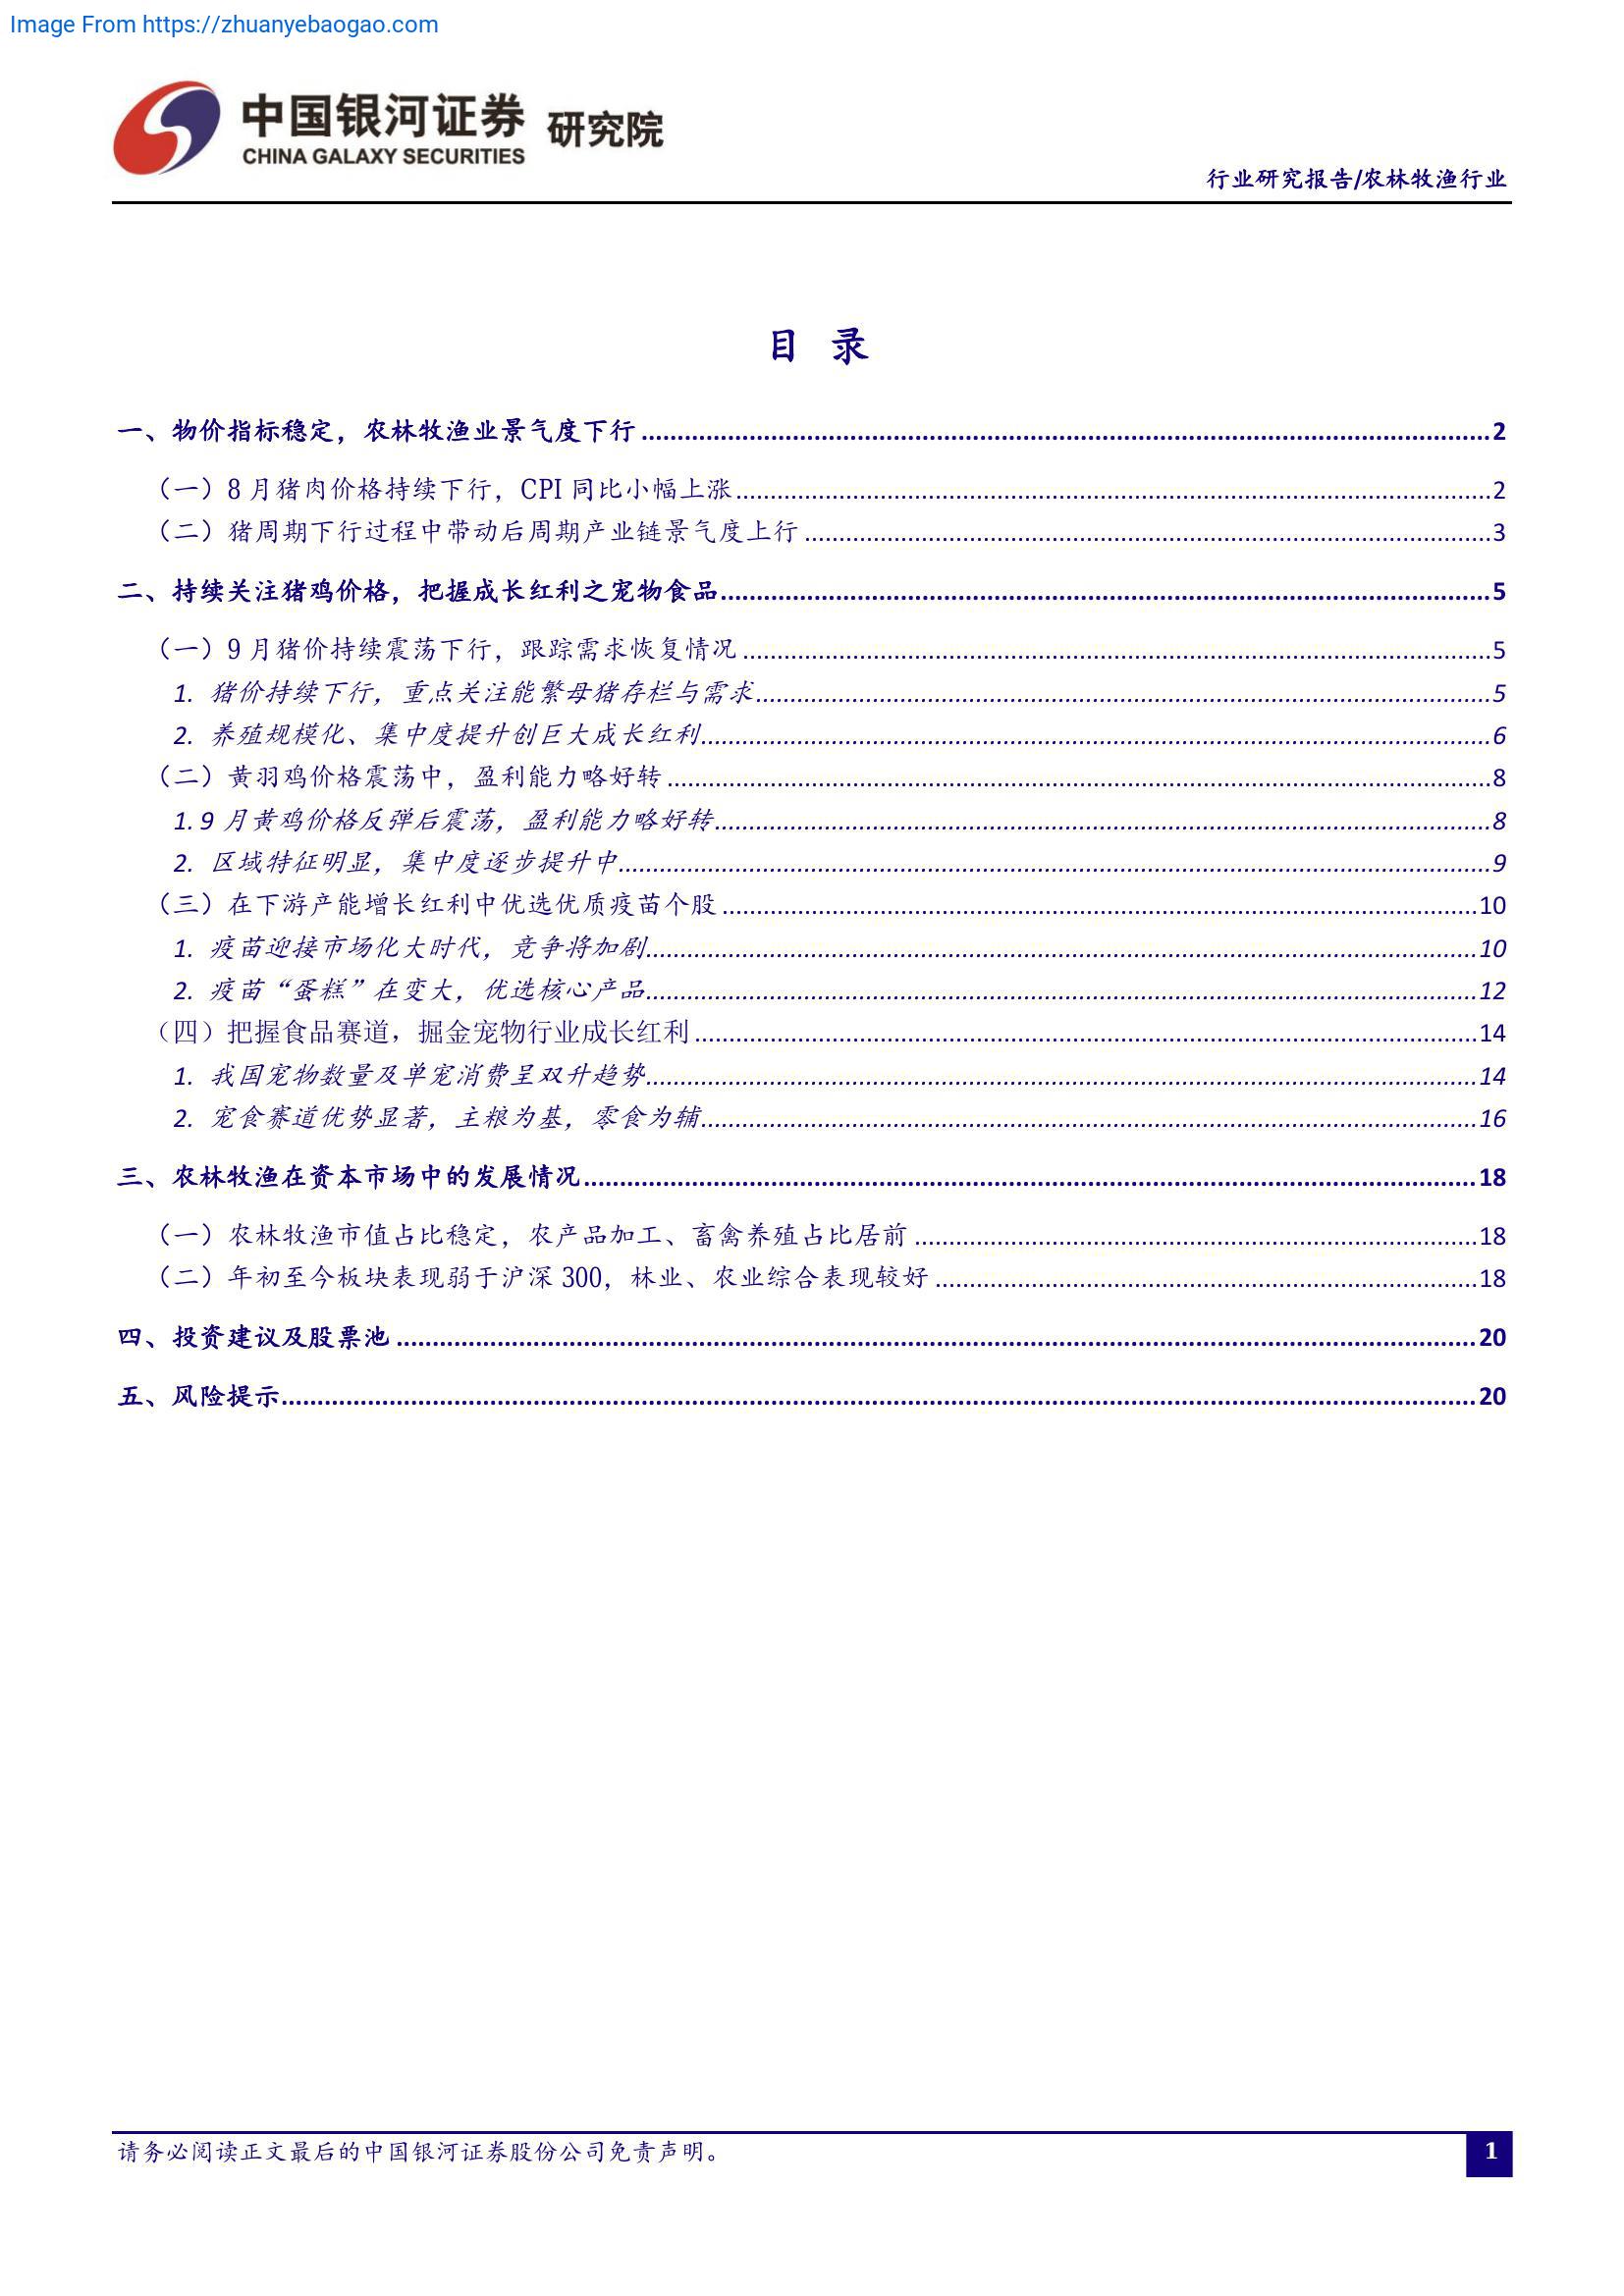 Image From https://zhuanyebaogao.com
中国银河证券 研究院
CHINA GALAXY SECURITIES
行业研究报告/农林牧渔行业
目 录
一、物价指标稳定，农林牧渔业景气度下行 2
（一）8 月猪肉价格持续下行，CPI 同比小幅上涨 2
（二）猪周期下行过程中带动后周期产业链景气度上行 3
二、持续关注猪鸡价格，把握成长红利之宠物食品 5
（一）9 月猪价持续震荡下行，跟踪需求恢复情况 5
1. 猪价持续下行，重点关注能繁母猪存栏与需求 5
2. 养殖规模化、集中度提升创巨大成长红利 6
（二）黄羽鸡价格震荡中，盈利能力略好转 8
1. 9 月黄鸡价格反弹后震荡，盈利能力略好转 8
2. 区域特征明显，集中度逐步提升中 9
（三）在下游产能增长红利中优选优质疫苗个股 10
1. 疫苗迎接市场化大时代，竞争将加剧 10
2. 疫苗“蛋糕”在变大，优选核心产品 12
（四）把握食品赛道，掘金宠物行业成长红利 14
1. 我国宠物数量及单宠消费呈双升趋势 14
2. 宠食赛道优势显著，主粮为基，零食为辅 16
三、农林牧渔在资本市场中的发展情况 18
（一）农林牧渔市值占比稳定，农产品加工、畜禽养殖占比居前 18
（二）年初至今板块表现弱于沪深 300，林业、农业综合表现较好 18
四、投资建议及股票池 20
五、风险提示 20
请务必阅读正文最后的中国银河证券股份公司免责声明。
1